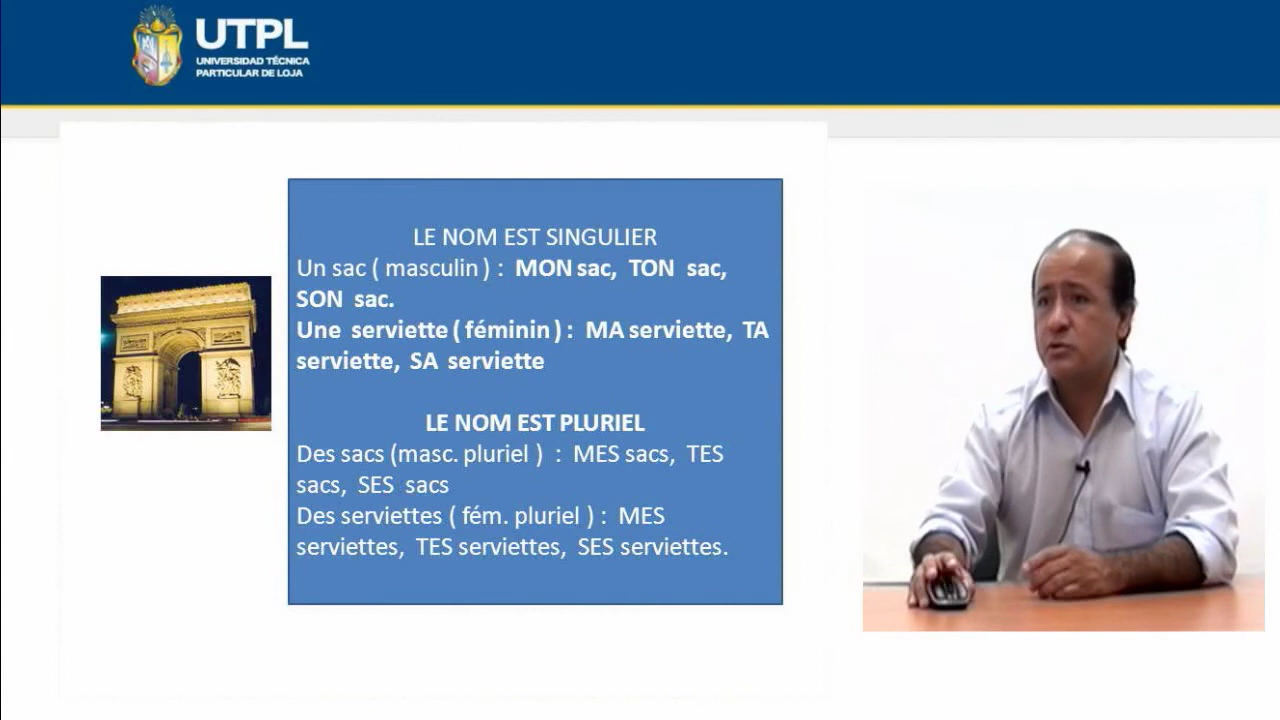 UTPL
UNIVERSIDAD TÉCNICA
PARTICULAR DE LOJA
LE NOM EST SINGULIER
Un sac ( masculin ) : MON sac, TON sac,
SON sac.
Une serviette ( féminin ) : MA serviette, TA
serviette, SA serviette
LE NOM EST PLURIEL
Des sacs (masc. pluriel ) : MES sacs, TES
sacs, SES sacs
Des serviettes ( fém. pluriel ) : MES
serviettes, TES serviettes, SES serviettes.